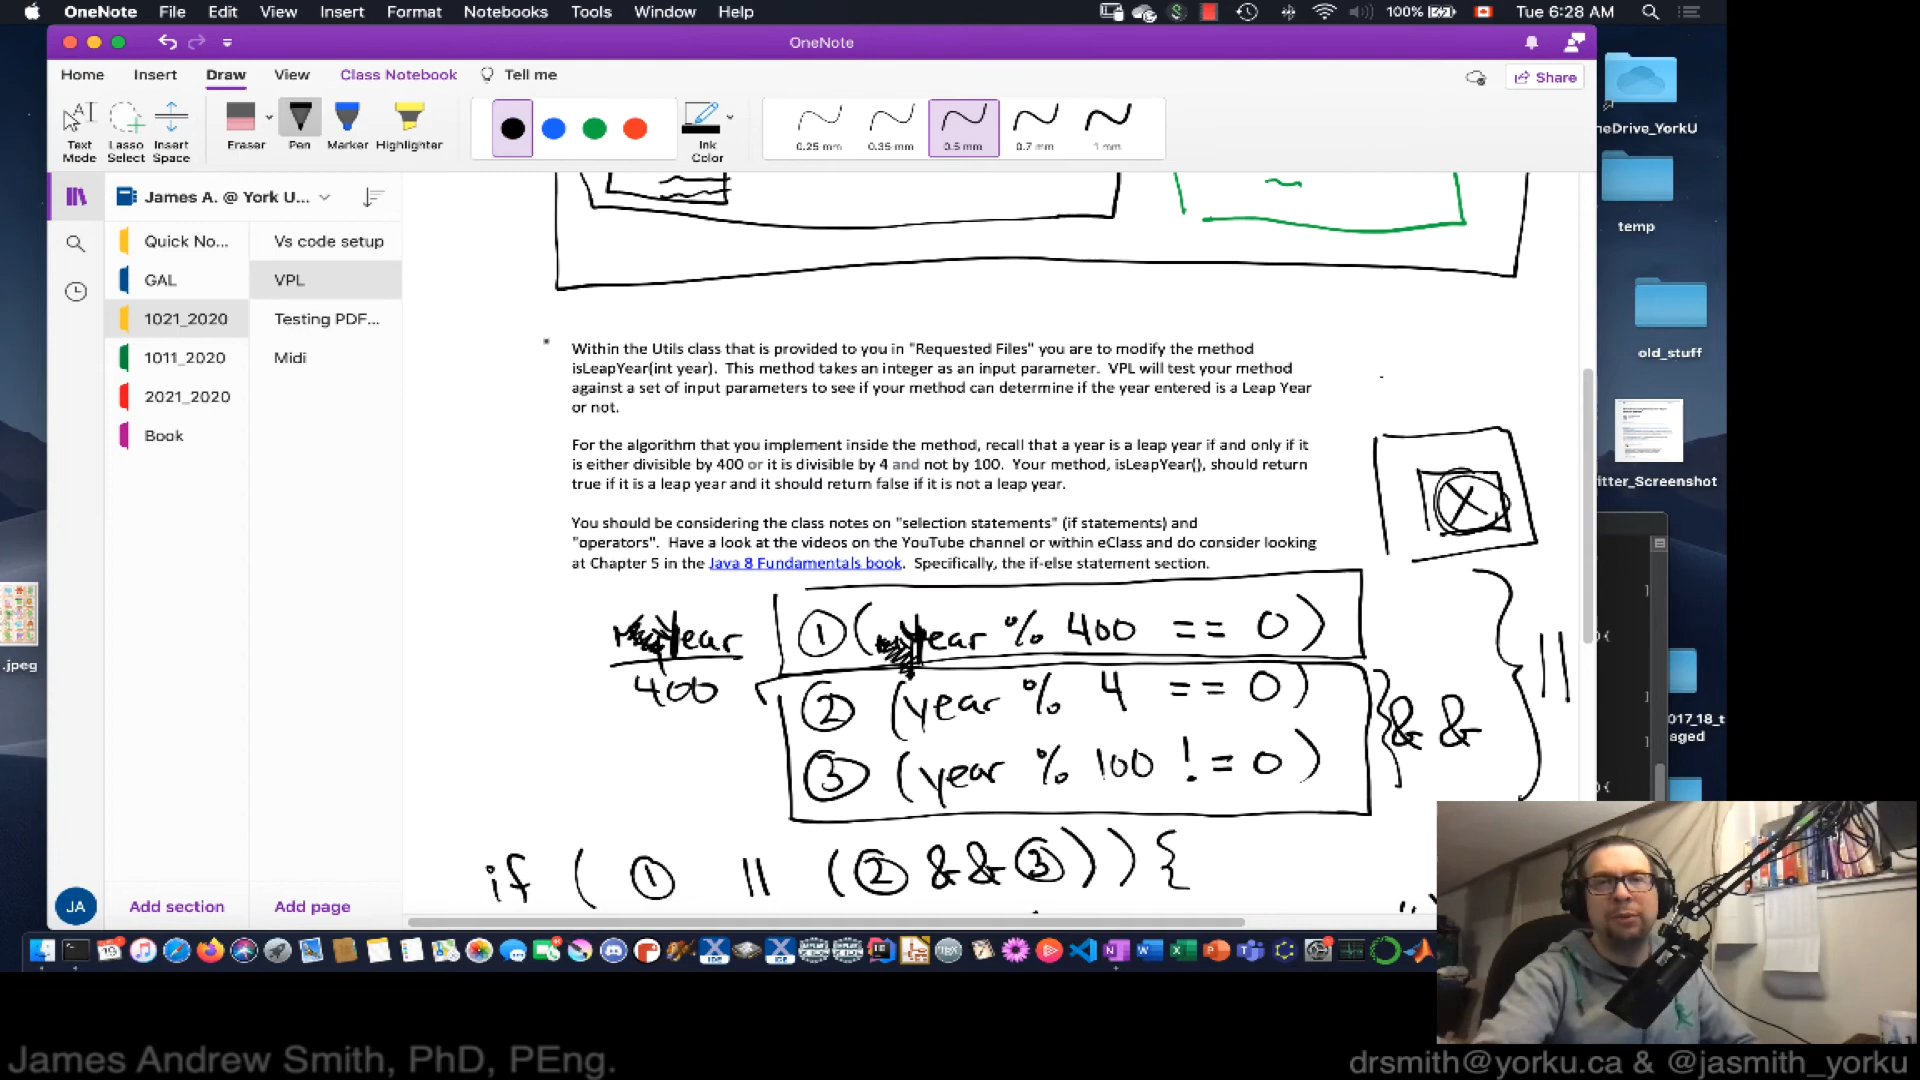 OneNote File Edit View Insert Format Notebooks Tools Window Help
100% Tue 6:28 AM
OneNote
Home Insert Draw View Class Notebook Tell me
Share
Text Mode
Lasso Select
Insert Space
Eraser
Pen
Marker
Highlighter
Ink Color
0.25 mm
0.35 mm
0.5 mm
0.7 mm
1 mm
James A. @ York U...
Quick No...
GAL
1021_2020
1011_2020
2021_2020
Book
Vs code setup
VPL
Testing PDF...
Midi
JA
Add section
Add page
Within the Utils class that is provided to you in "Requested Files" you are to modify the method
isLeapYear(int year). This method takes an integer as an input parameter. VPL will test your method
against a set of input parameters to see if your method can determine if the year entered is a Leap Year
or not.
For the algorithm that you implement inside the method, recall that a year is a leap year if and only if it
is either divisible by 400 or it is divisible by 4 and not by 100. Your method, isLeapYear(), should return
true if it is a leap year and it should return false if it is not a leap year.
You should be considering the class notes on "selection statements" (if statements) and
"operators". Have a look at the videos on the YouTube channel or within eClass and do consider looking
at Chapter 5 in the Java 8 Fundamentals book. Specifically, the if-else statement section.
year
400
① (year % 400 == 0)
② (year % 4 == 0)
③ (year % 100 != 0)
&&
||
if ( ① || (② && ③)) {
neDrive_YorkU
temp
old_stuff
itter_Screenshot
.jpeg
017_18_t
aged
James Andrew Smith, PhD, PEng.
drsmith@yorku.ca & @jasmith_yorku